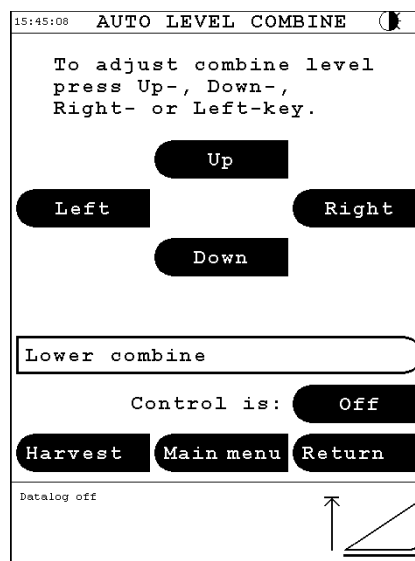 15:45:08 AUTO LEVEL COMBINE
To adjust combine level
press Up-, Down-,
Right- or Left-key.
Up
Left Right
Down
Lower combine
Control is: Off
Harvest Main menu Return
Datalog off